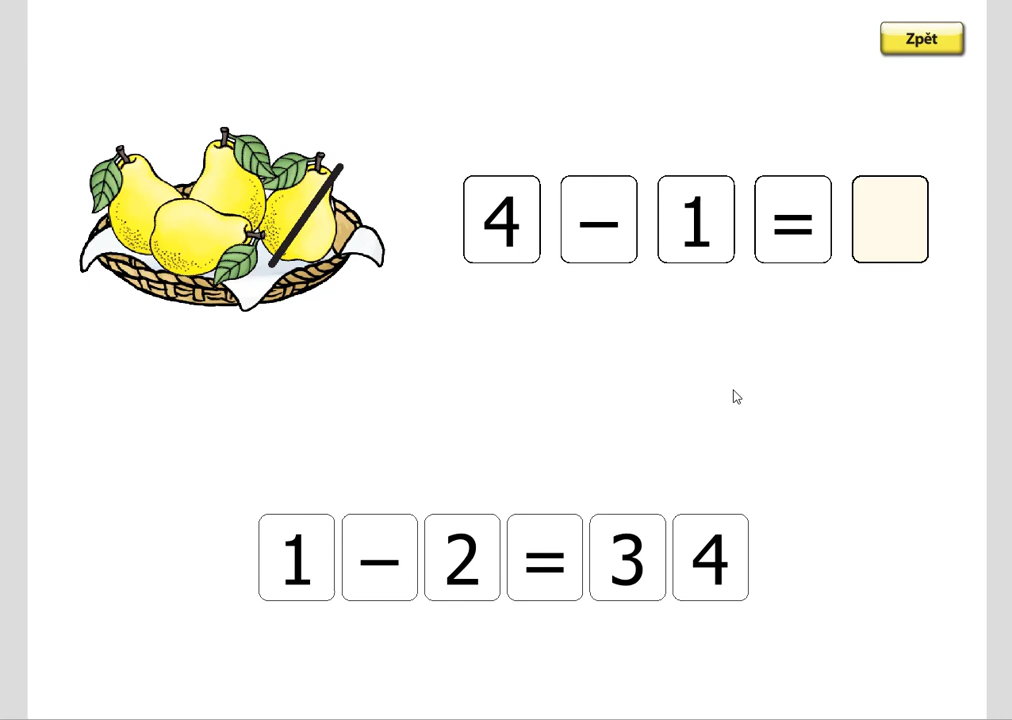 Zpět
4 − 1 =
1 − 2 = 3 4